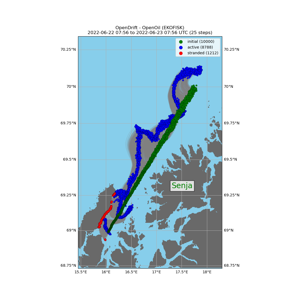 OpenDrift - OpenOil (EKOFISK)
2022-06-22 07:56 to 2022-06-23 07:56 UTC (25 steps)
initial (10000)
active (8788)
stranded (1212)
70.25°N 70.25°N
70°N 70°N
69.75°N 69.75°N
69.5°N 69.5°N
Senja
69.25°N 69.25°N
69°N 69°N
68.75°N 68.75°N
15.5°E 16°E 16.5°E 17°E 17.5°E 18°E